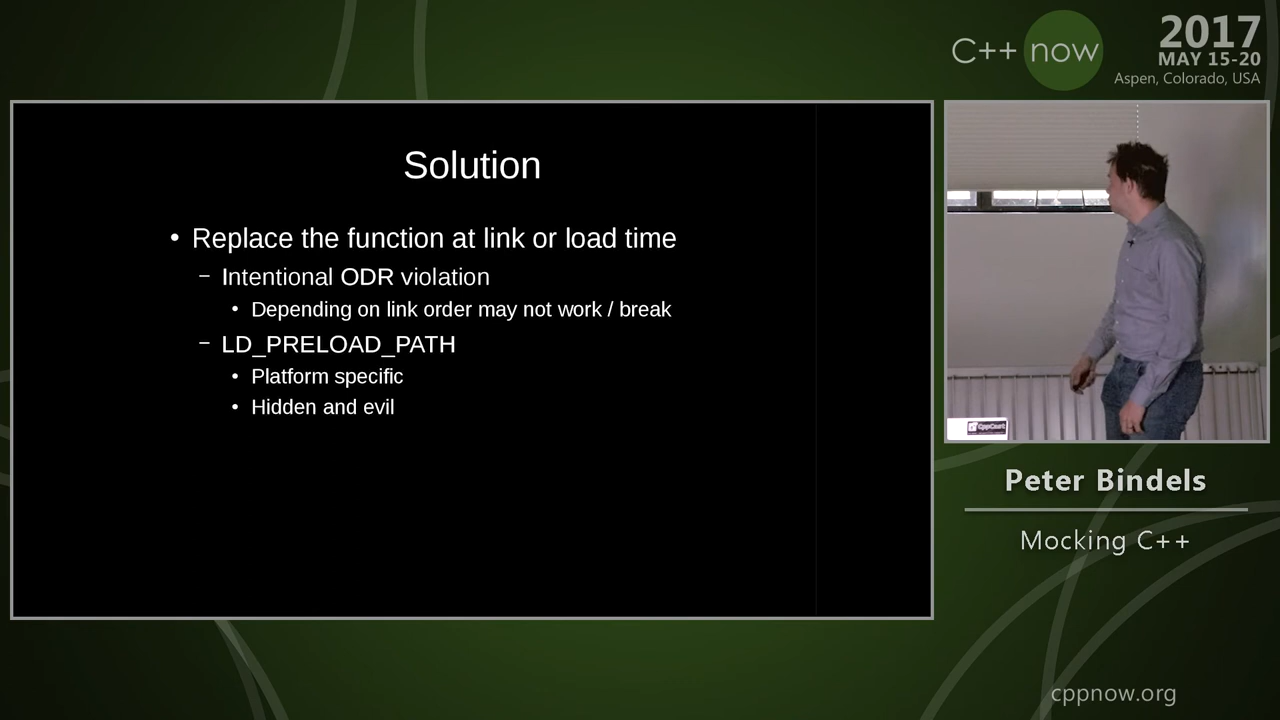 C++ now
2017
MAY 15-20
Aspen, Colorado, USA
Solution
• Replace the function at link or load time
– Intentional ODR violation
• Depending on link order may not work / break
– LD_PRELOAD_PATH
• Platform specific
• Hidden and evil
CppCourt
Peter Bindels
Mocking C++
cppnow.org